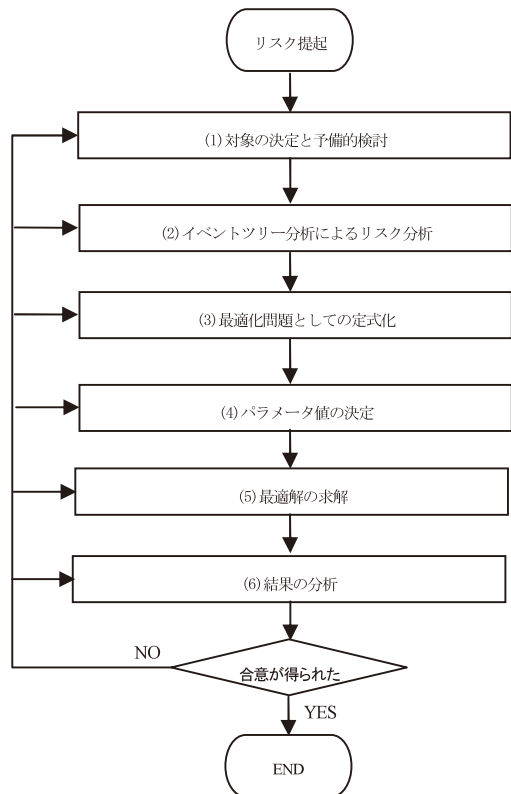 リスク提起
(1)対象の決定と予備的検討
(2)イベントツリー分析によるリスク分析
(3)最適化問題としての定式化
(4)パラメータ値の決定
(5)最適解の求解
(6)結果の分析
NO
合意が得られた
YES
END